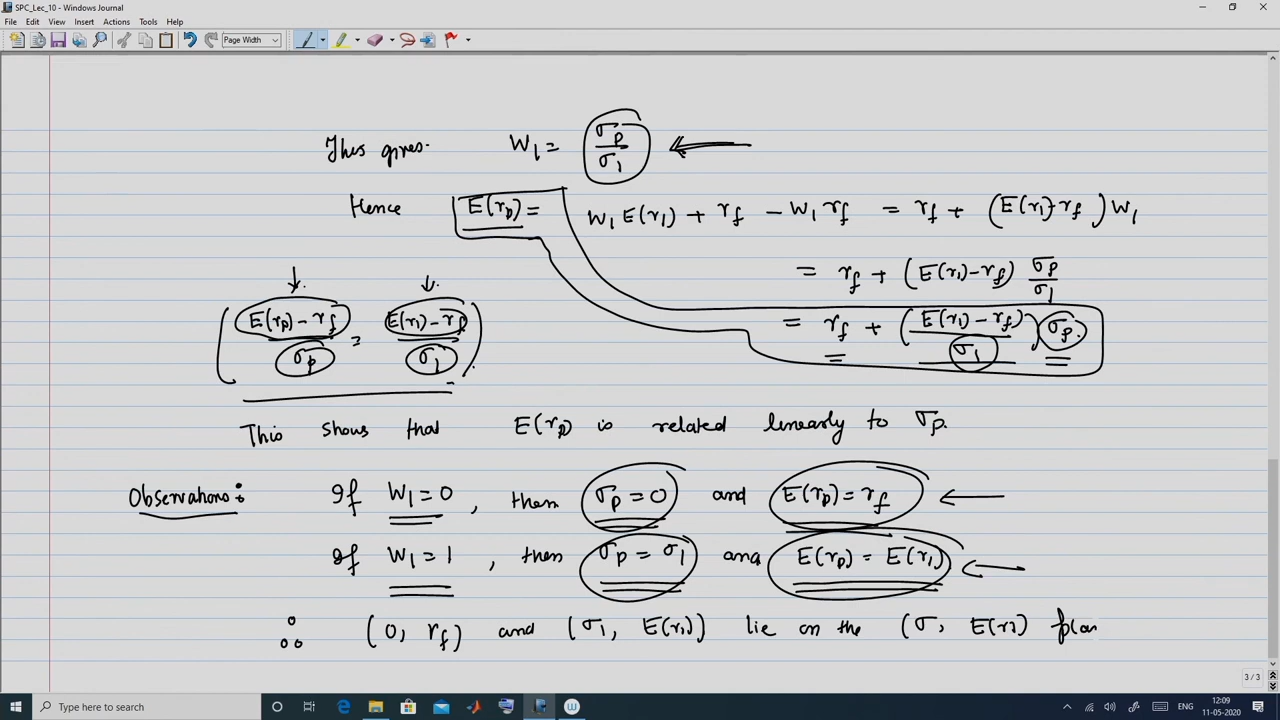 SPC_Lec_10 - Windows Journal
File Edit View Insert Actions Tools Help
Page Width
This gives. W₁ = σp/σ₁
Hence E(rp) = W₁ E(r₁) + rf - W₁ rf = rf + (E(r₁)-rf) W₁
= rf + (E(r₁)-rf) σp/σ₁
(E(rp) - rf)/σp = (E(r₁) - rf)/σ₁ = rf + ((E(r₁) - rf)/σ₁) σp.
This shows that E(rp) is related linearly to σp.
Observations: If W₁ = 0, then σp = 0 and E(rp) = rf
If W₁ = 1, then σp = σ₁ and E(rp) = E(r₁)
∴ (0, rf) and (σ₁, E(r₁)) lie on the (σ, E(r)) plan
3 / 3
Type here to search
ENG
12:09
11-05-2020